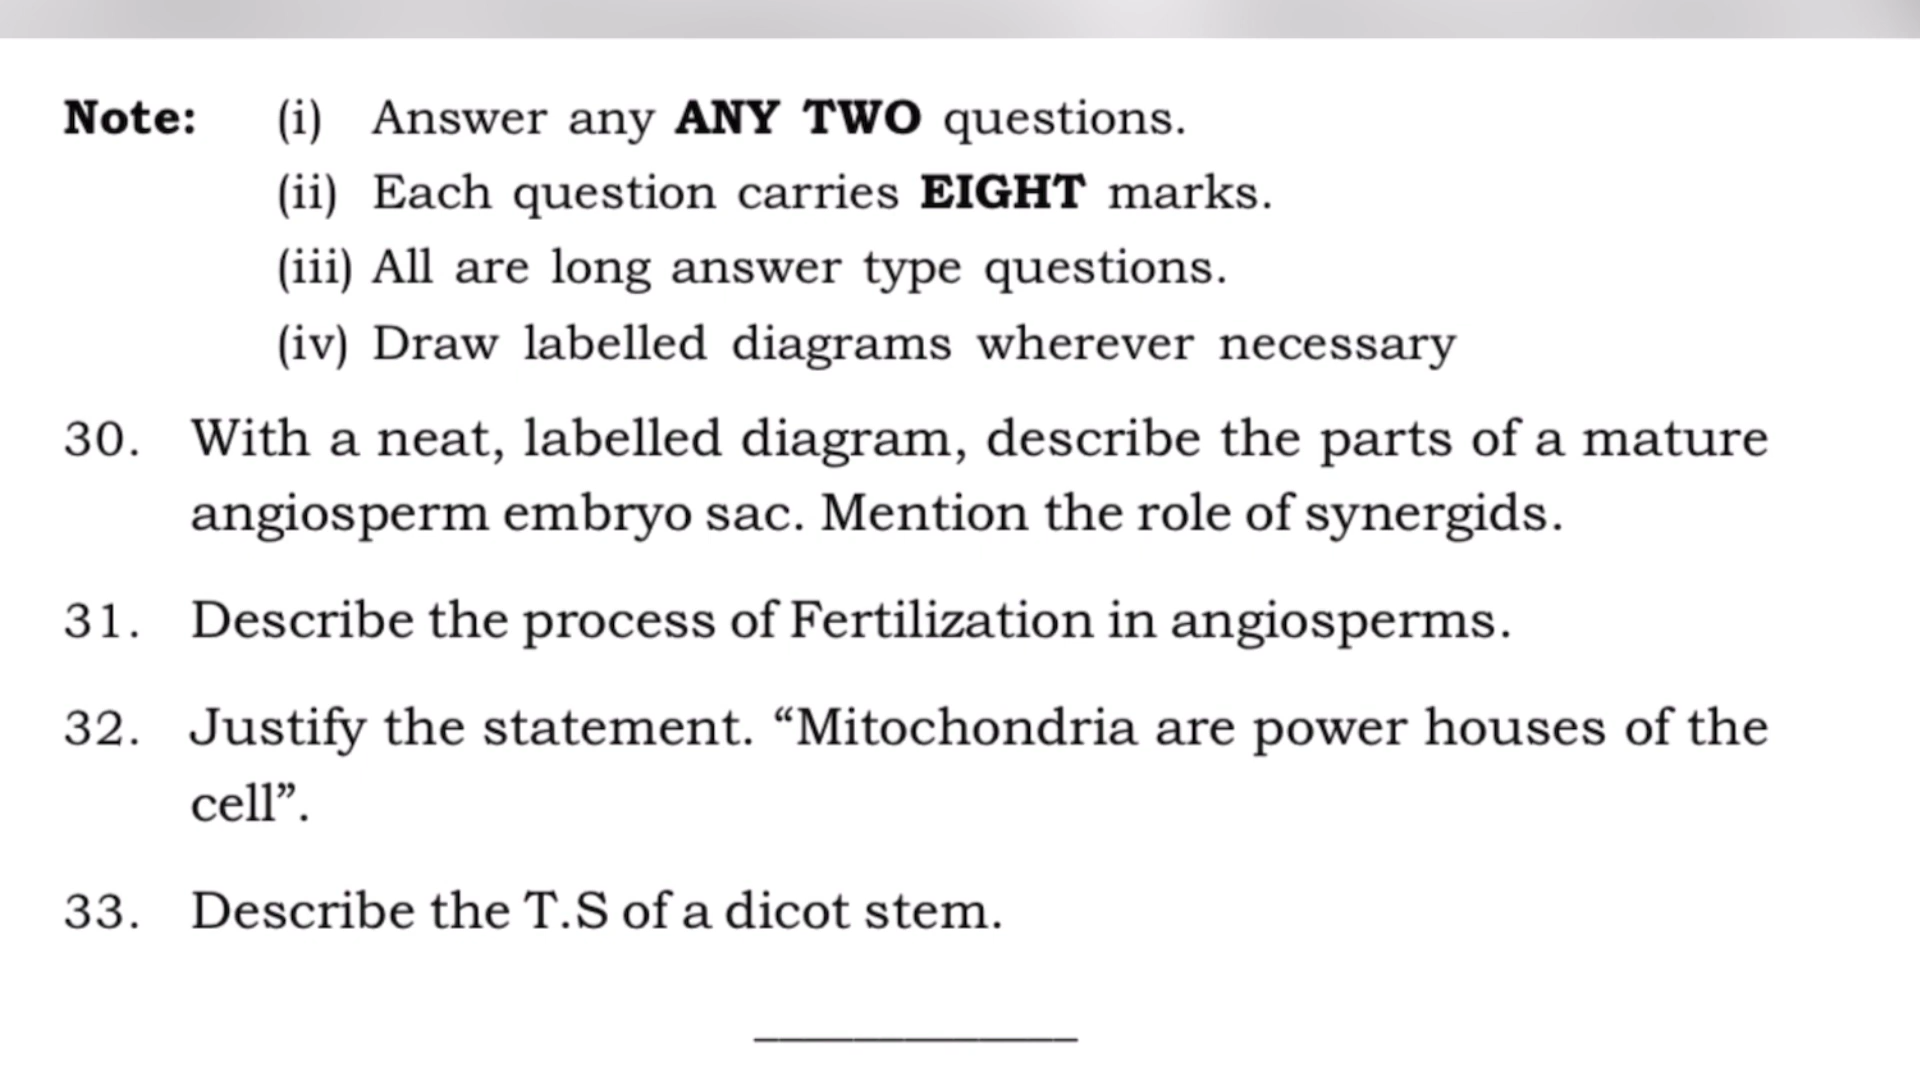 Note: (i) Answer any ANY TWO questions.
(ii) Each question carries EIGHT marks.
(iii) All are long answer type questions.
(iv) Draw labelled diagrams wherever necessary
30. With a neat, labelled diagram, describe the parts of a mature
angiosperm embryo sac. Mention the role of synergids.
31. Describe the process of Fertilization in angiosperms.
32. Justify the statement. “Mitochondria are power houses of the
cell”.
33. Describe the T.S of a dicot stem.